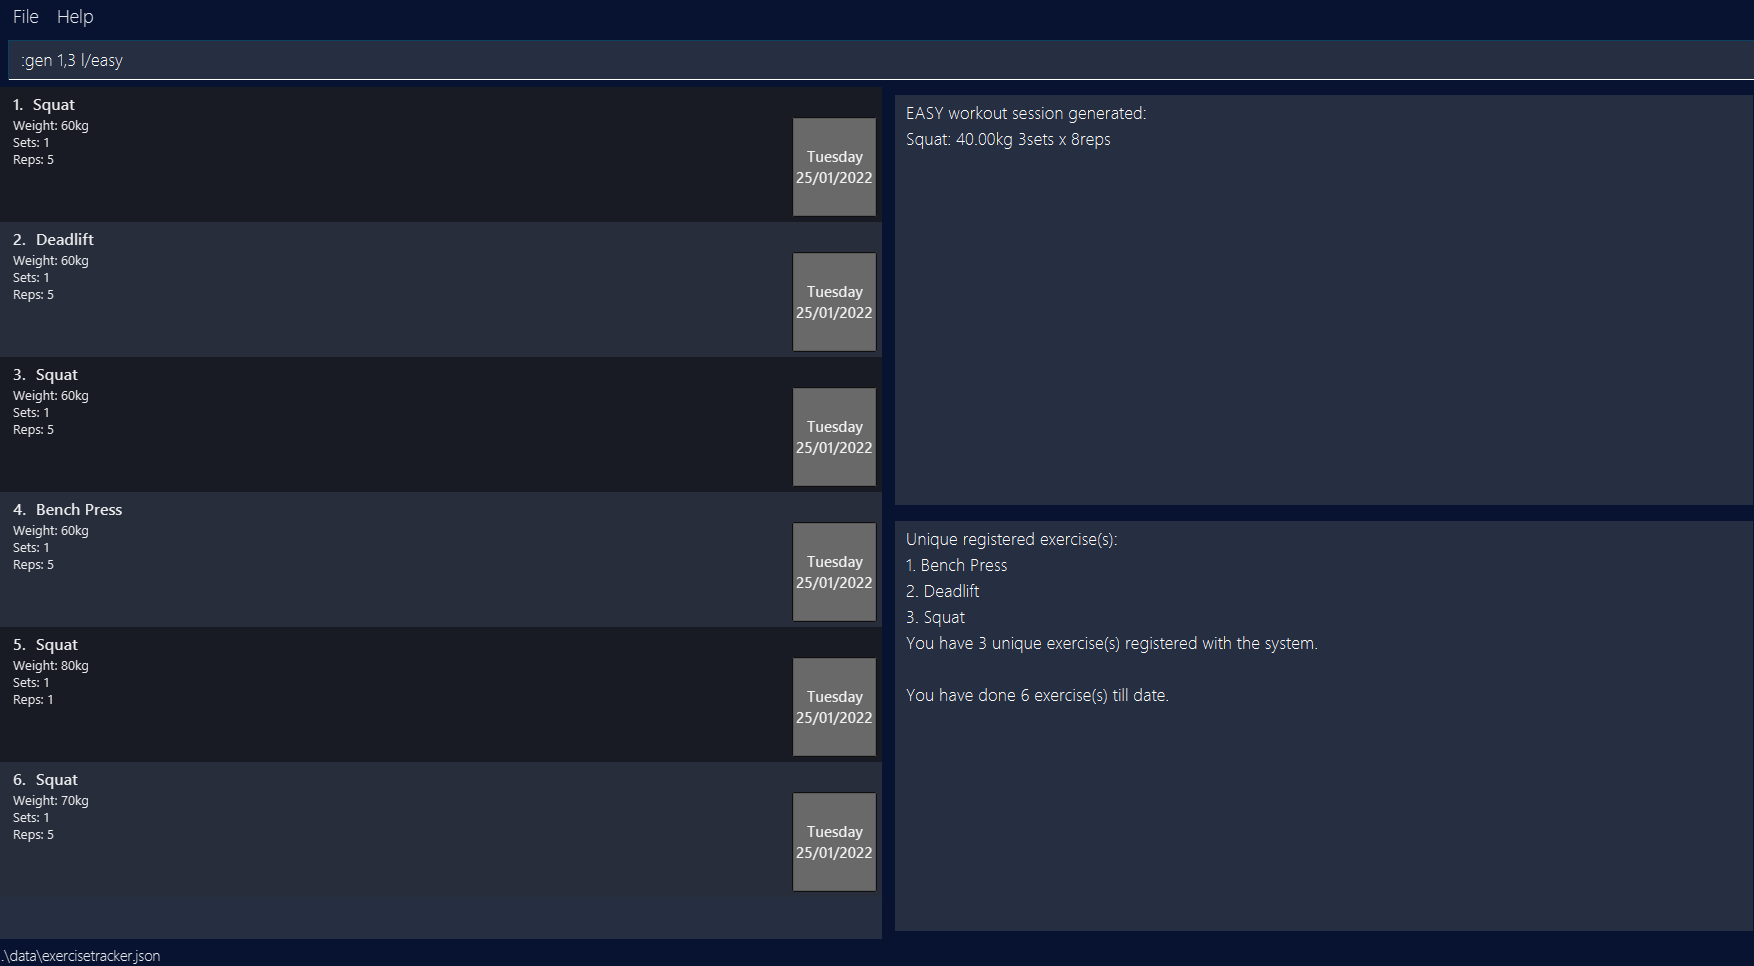 File Help
:gen 1,3 l/easy
1. Squat
Weight: 60kg
Sets: 1
Reps: 5
Tuesday
25/01/2022
2. Deadlift
Weight: 60kg
Sets: 1
Reps: 5
Tuesday
25/01/2022
3. Squat
Weight: 60kg
Sets: 1
Reps: 5
Tuesday
25/01/2022
4. Bench Press
Weight: 60kg
Sets: 1
Reps: 5
Tuesday
25/01/2022
5. Squat
Weight: 80kg
Sets: 1
Reps: 1
Tuesday
25/01/2022
6. Squat
Weight: 70kg
Sets: 1
Reps: 5
Tuesday
25/01/2022
EASY workout session generated:
Squat: 40.00kg 3sets x 8reps
Unique registered exercise(s):
1. Bench Press
2. Deadlift
3. Squat
You have 3 unique exercise(s) registered with the system.
You have done 6 exercise(s) till date.
.\data\exercisetracker.json